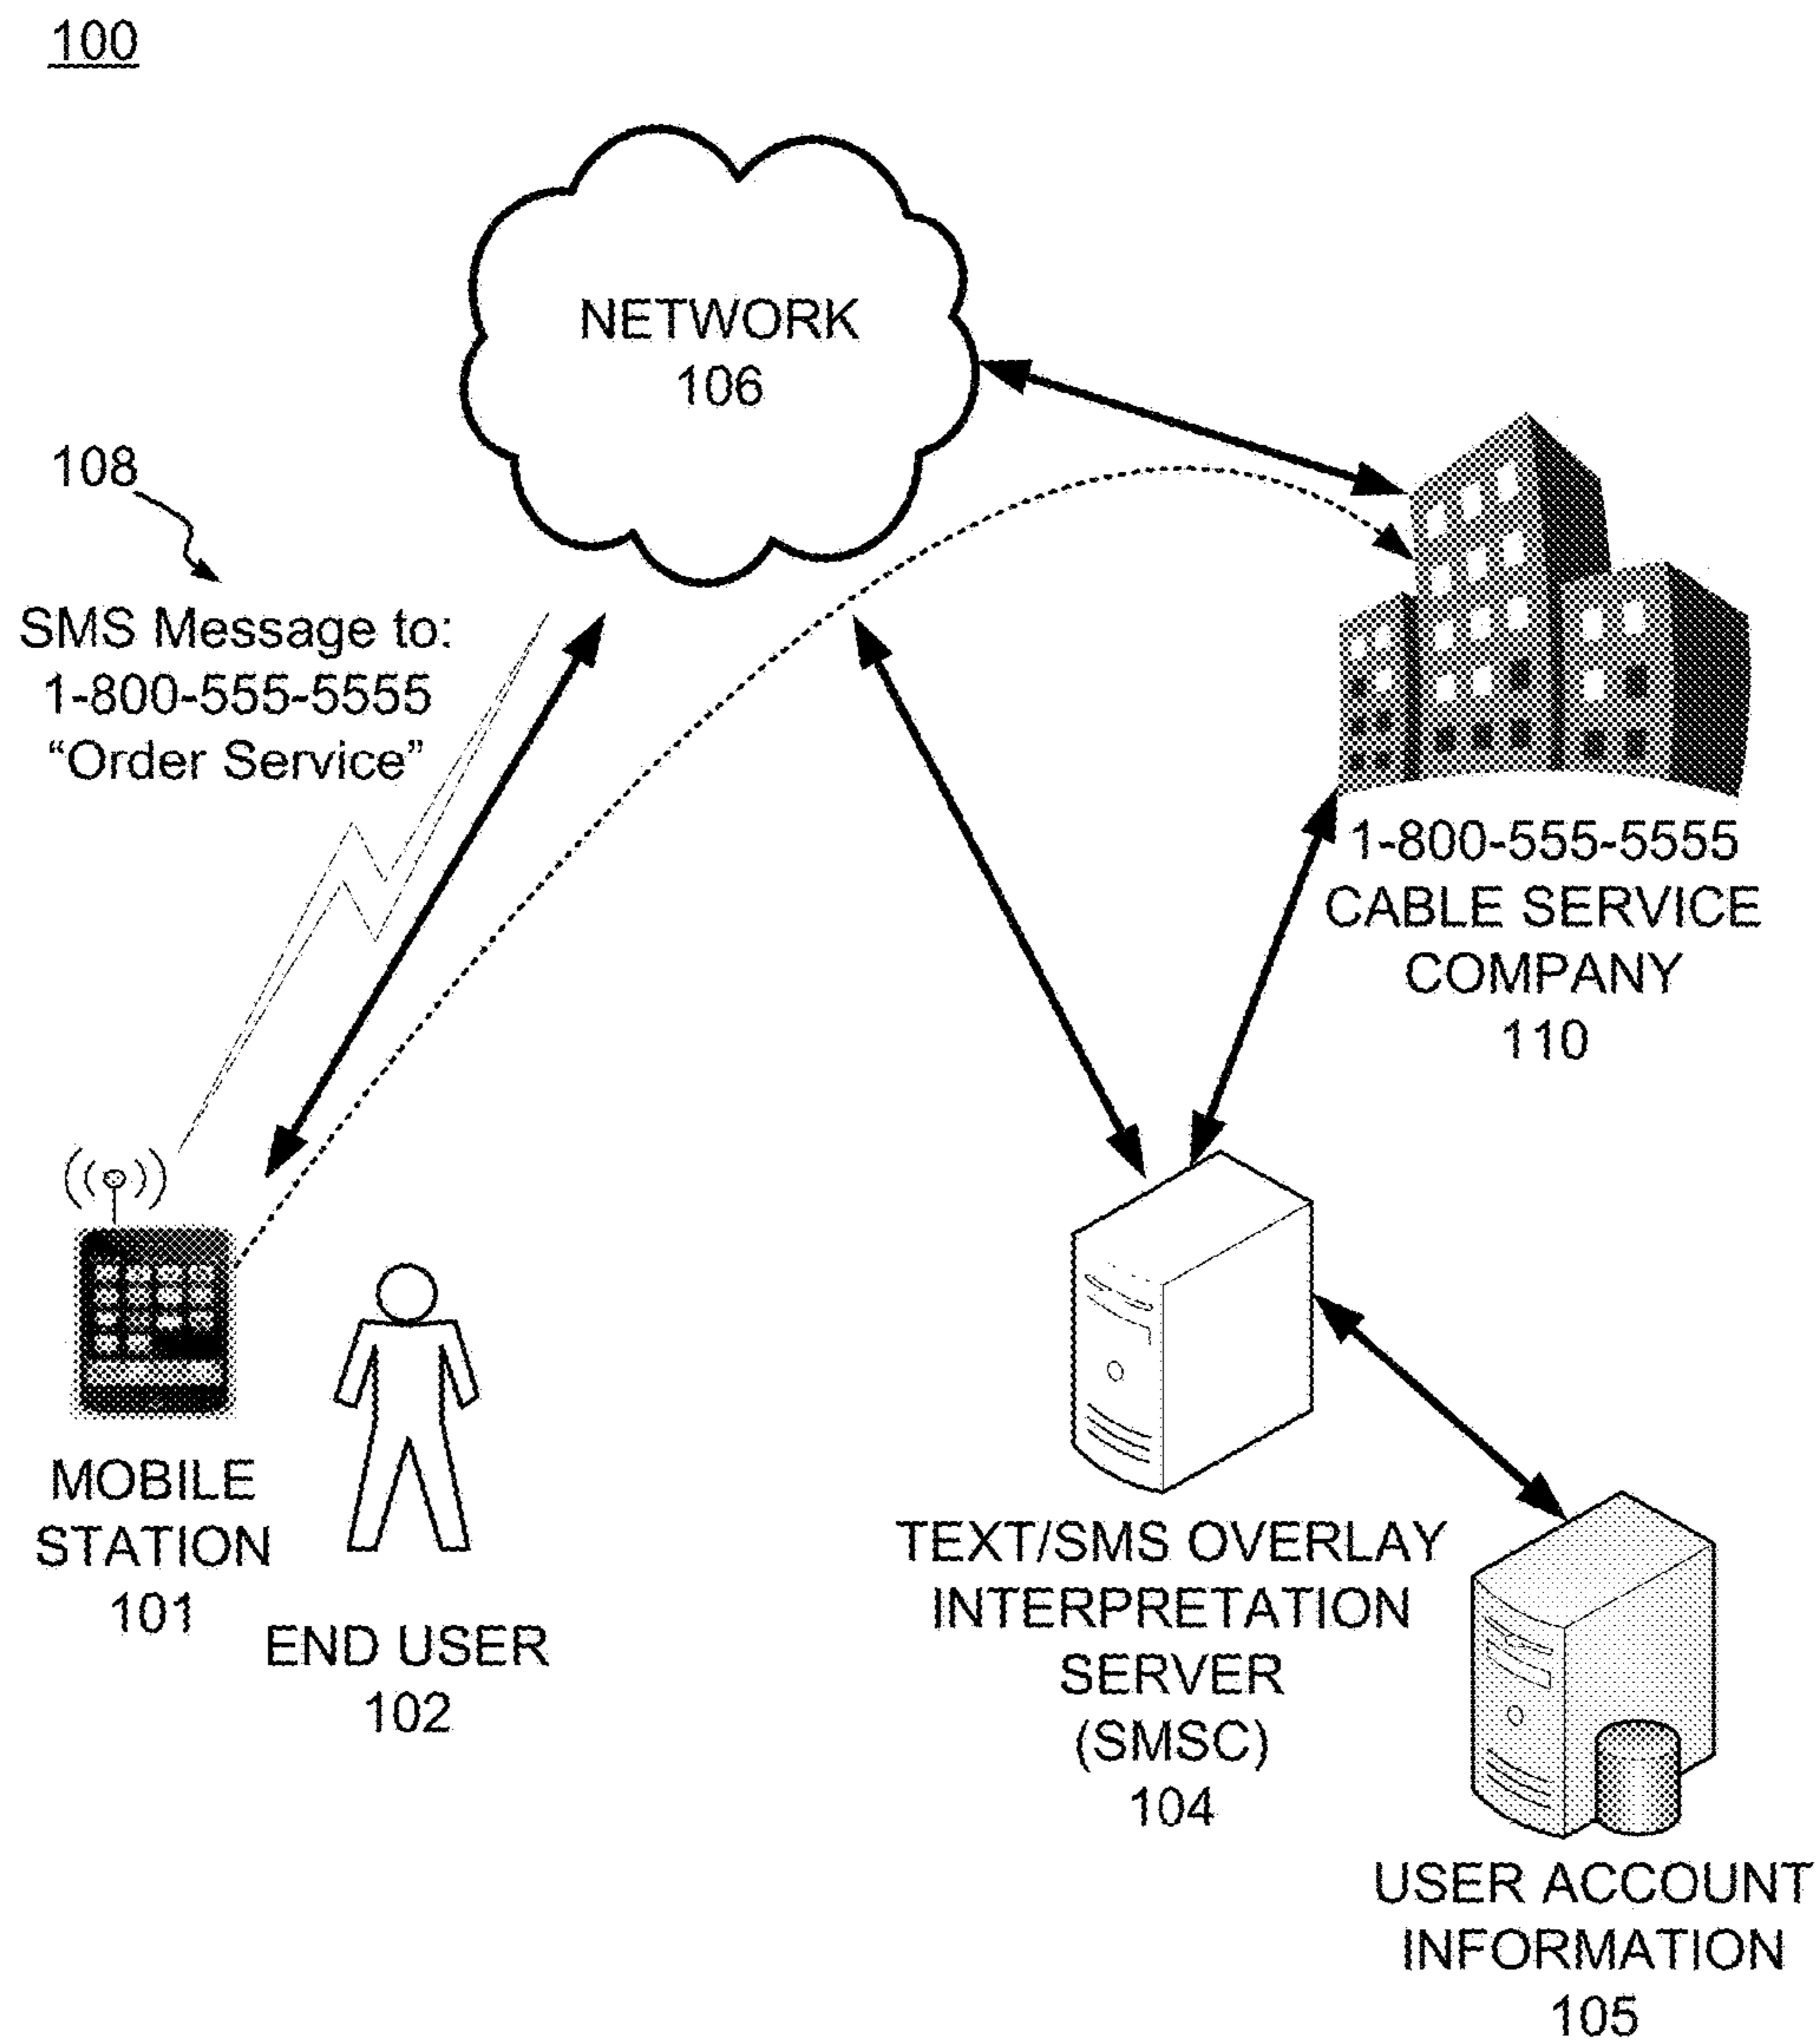 100
NETWORK
106
108
SMS Message to:
1-800-555-5555
“Order Service”
1-800-555-5555
CABLE SERVICE
COMPANY
110
MOBILE
STATION
101
END USER
102
TEXT/SMS OVERLAY
INTERPRETATION
SERVER
(SMSC)
104
USER ACCOUNT
INFORMATION
105